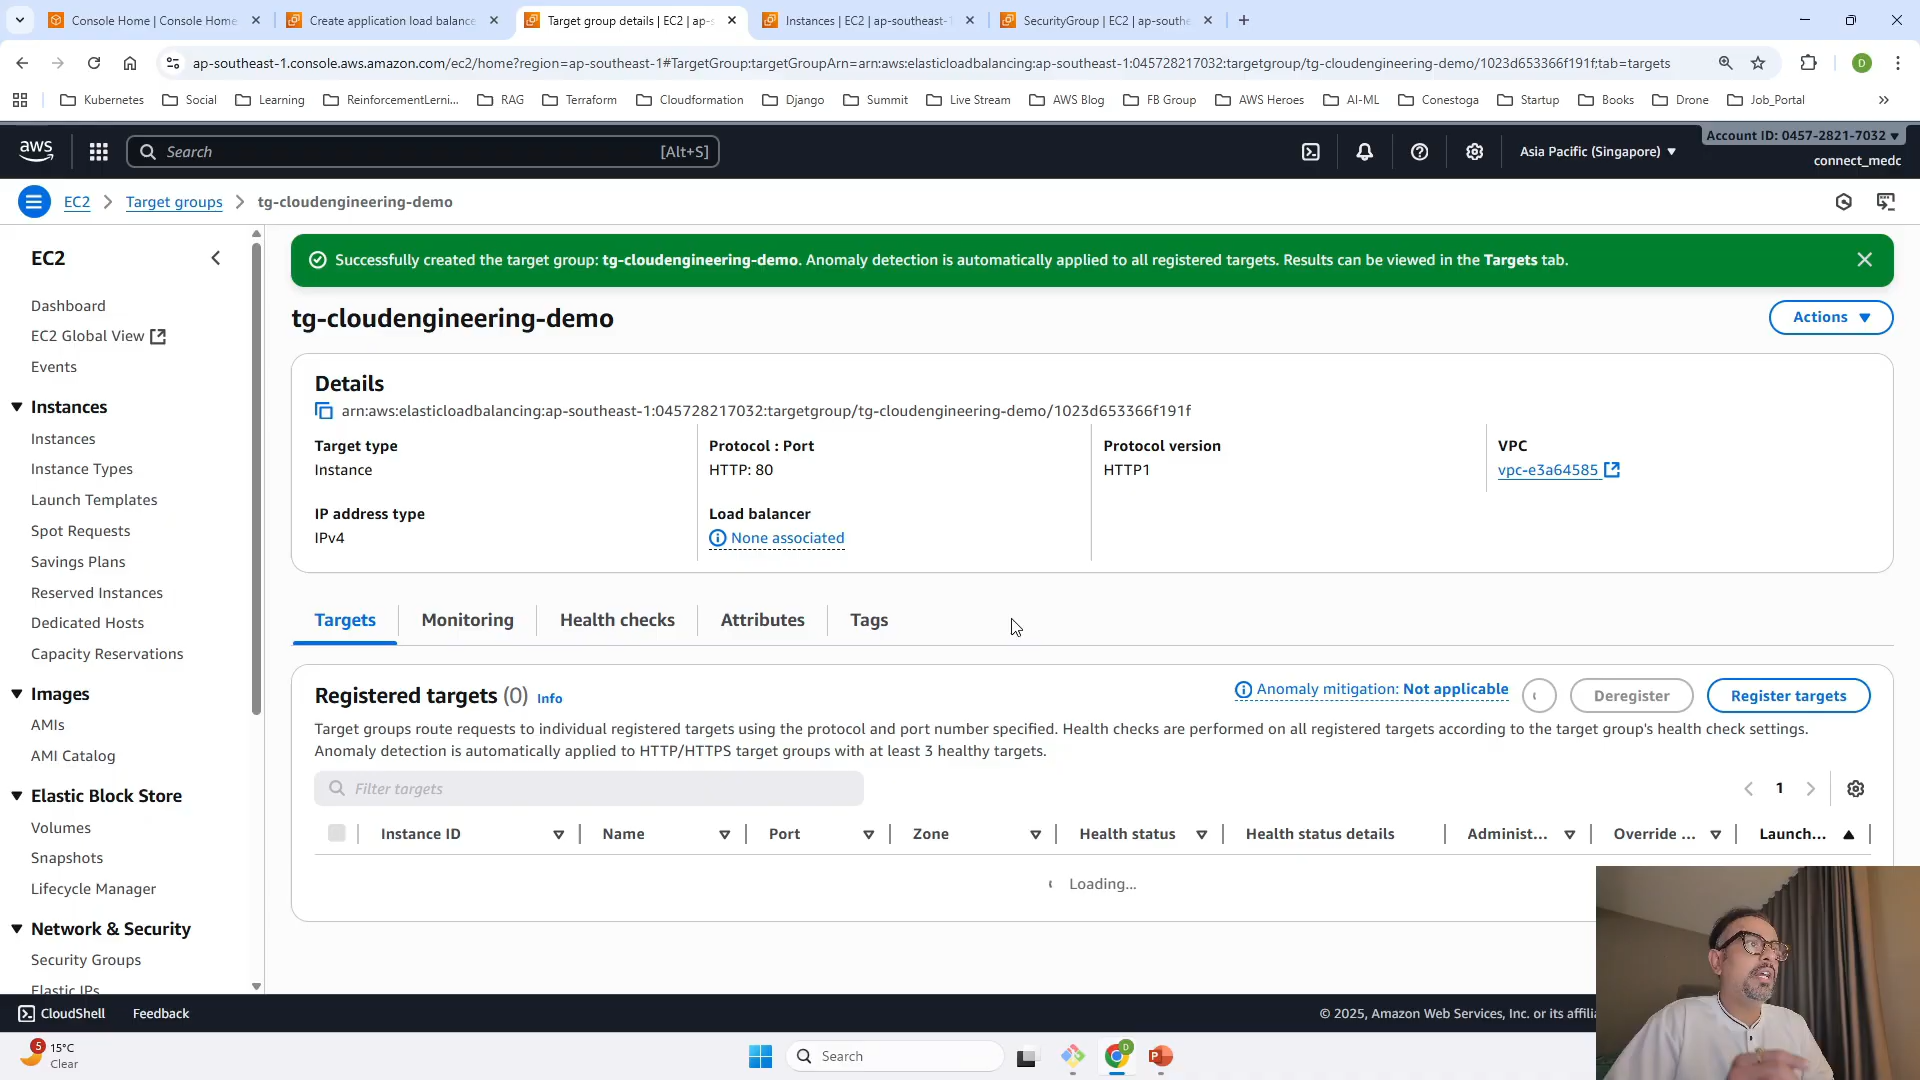 Console Home | Console Home
Create application load balance
Target group details | EC2 | ap-s
Instances | EC2 | ap-southeast-1
SecurityGroup | EC2 | ap-southe
ap-southeast-1.console.aws.amazon.com/ec2/home?region=ap-southeast-1#TargetGroup:targetGroupArn=arn:aws:elasticloadbalancing:ap-southeast-1:045728217032:targetgroup/tg-cloudengineering-demo/1023d653366f191f;tab=targets
D
Kubernetes Social Learning ReinforcementLerni... RAG Terraform Cloudformation Django Summit Live Stream AWS Blog FB Group AWS Heroes AI-ML Conestoga Startup Books Drone Job_Portal
aws Search [Alt+S] Asia Pacific (Singapore) Account ID: 0457-2821-7032
connect_medc
EC2 Target groups tg-cloudengineering-demo
EC2
Dashboard
EC2 Global View
Events
Instances
Instances
Instance Types
Launch Templates
Spot Requests
Savings Plans
Reserved Instances
Dedicated Hosts
Capacity Reservations
Images
AMIs
AMI Catalog
Elastic Block Store
Volumes
Snapshots
Lifecycle Manager
Network & Security
Security Groups
Elastic IPs
Successfully created the target group: tg-cloudengineering-demo. Anomaly detection is automatically applied to all registered targets. Results can be viewed in the Targets tab.
tg-cloudengineering-demo
Actions
Details
arn:aws:elasticloadbalancing:ap-southeast-1:045728217032:targetgroup/tg-cloudengineering-demo/1023d653366f191f
Target type
Instance
Protocol : Port
HTTP: 80
Protocol version
HTTP1
VPC
vpc-e3a64585
IP address type
IPv4
Load balancer
None associated
Targets Monitoring Health checks Attributes Tags
Registered targets (0) Info
Anomaly mitigation: Not applicable
Deregister
Register targets
Target groups route requests to individual registered targets using the protocol and port number specified. Health checks are performed on all registered targets according to the target group's health check settings.
Anomaly detection is automatically applied to HTTP/HTTPS target groups with at least 3 healthy targets.
Filter targets
1
Instance ID Name Port Zone Health status Health status details Administ... Override ... Launch...
Loading...
CloudShell Feedback © 2025, Amazon Web Services, Inc. or its affilia
5
15°C
Clear
Search
D
P